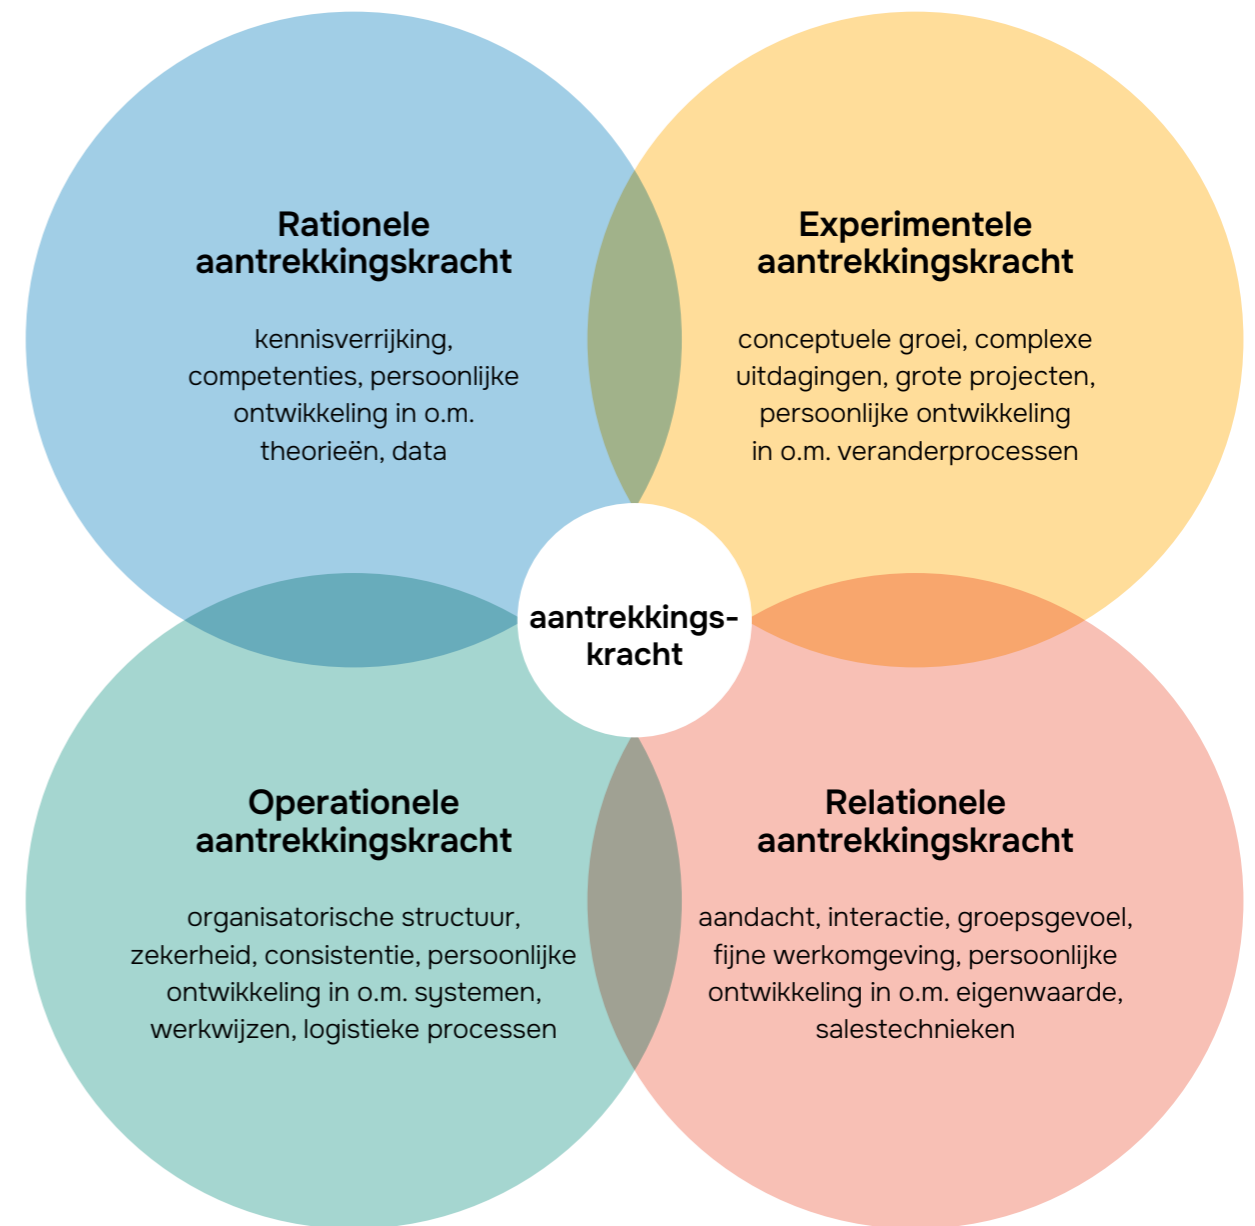 Rationele
aantrekkingskracht
kennisverrijking,
competenties, persoonlijke
ontwikkeling in o.m.
theorieën, data
Experimentele
aantrekkingskracht
conceptuele groei, complexe
uitdagingen, grote projecten,
persoonlijke ontwikkeling
in o.m. veranderprocessen
aantrekkings-
kracht
Operationele
aantrekkingskracht
organisatorische structuur,
zekerheid, consistentie, persoonlijke
ontwikkeling in o.m. systemen,
werkwijzen, logistieke processen
Relationele
aantrekkingskracht
aandacht, interactie, groepsgevoel,
fijne werkomgeving, persoonlijke
ontwikkeling in o.m. eigenwaarde,
salestechnieken